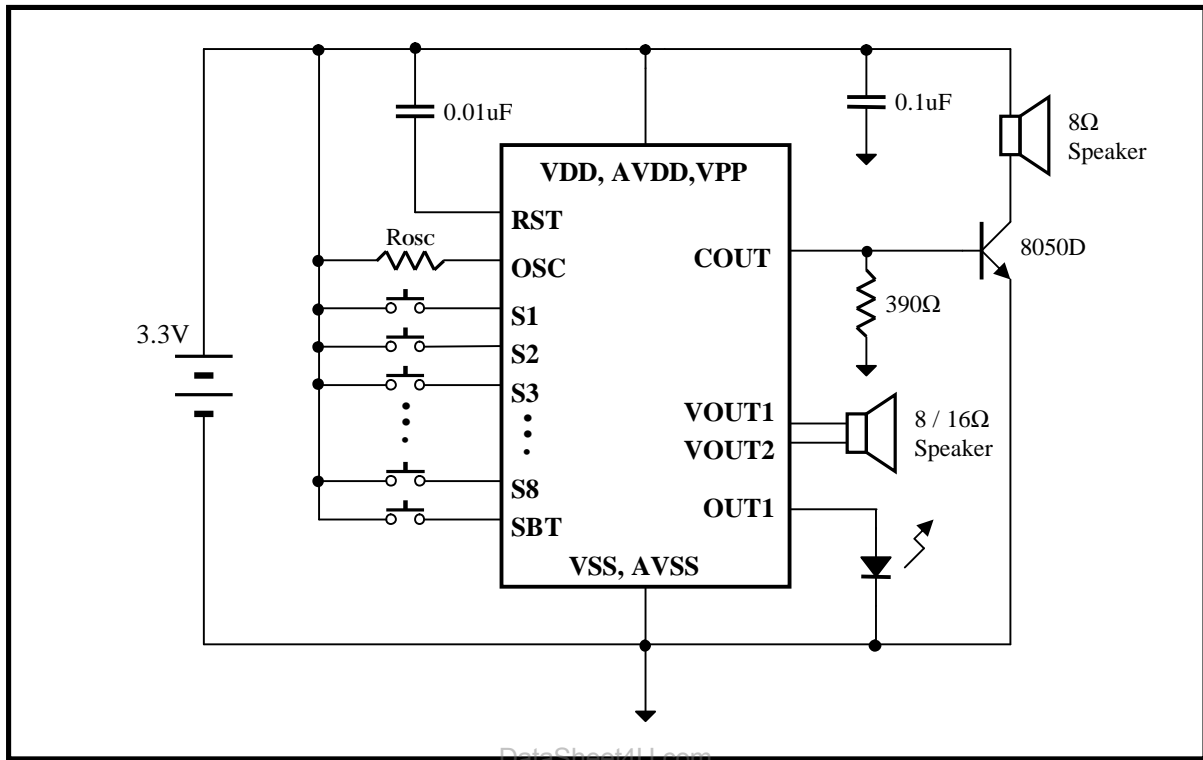 0.01uF
0.1uF
8Ω
Speaker
VDD, AVDD,VPP
RST
Rosc
OSC
COUT
8050D
S1
390Ω
3.3V
S2
S3
VOUT1
8 / 16Ω
VOUT2
Speaker
S8
OUT1
SBT
VSS, AVSS
DataSheet4U.com